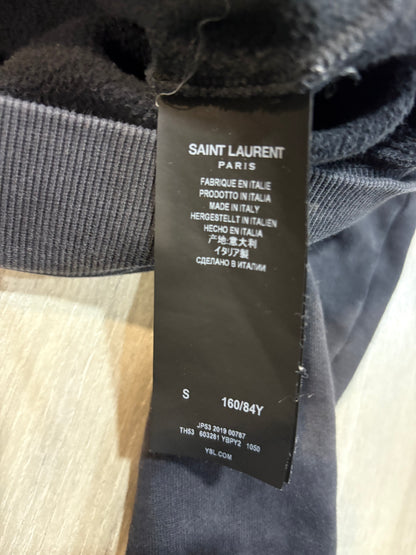 SAINT LAURENT
PARIS
FABRIQUE EN ITALIE
PRODOTTO IN ITALIA
MADE IN ITALY
HERGESTELLT IN ITALIEN
HECHO EN ITALIA
产地:意大利
イタリア製
СДЕЛАНО В ИТАЛИИ
S 160/84Y
JP53 2019 00787
TH53 603281 YBPY2 1050
YSL.COM